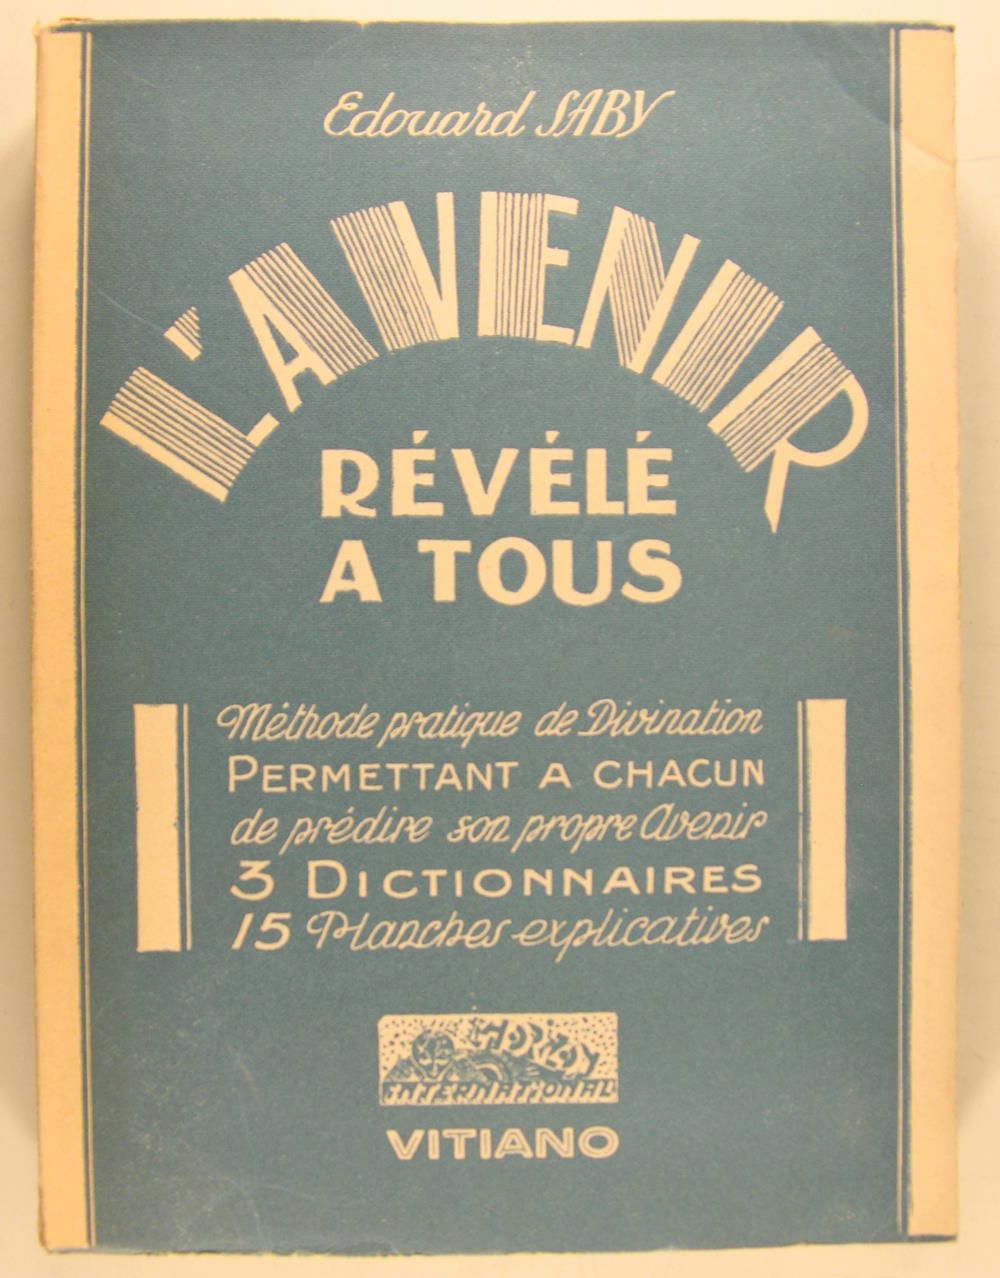 Edouard SABY
L'AVENIR
RÉVÉLÉ
A TOUS
Méthode pratique de Divination
PERMETTANT A CHACUN
de prédire son propre Avenir
3 DICTIONNAIRES
15 Planches explicatives
HORIZON
INTERNATIONAL
VITIANO